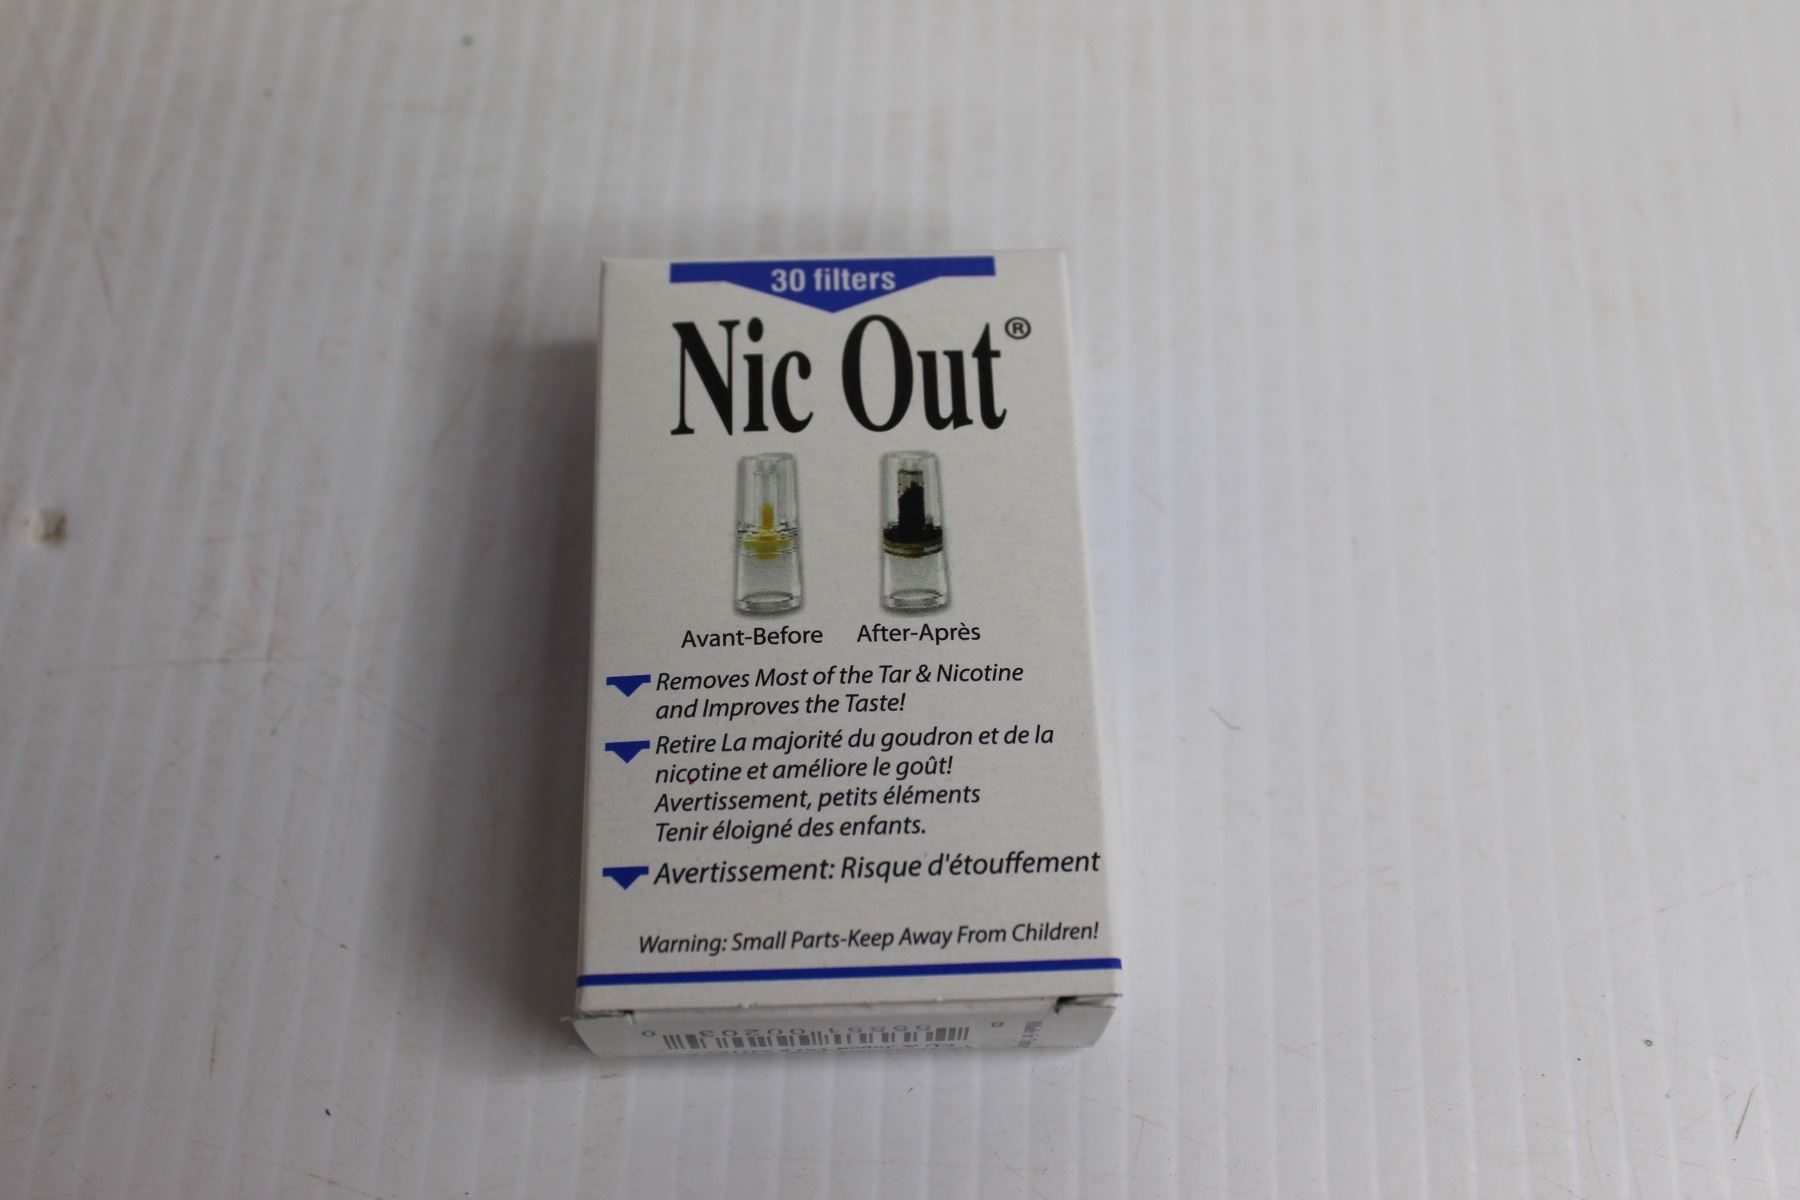 30 filters
Nic Out®
Avant-Before After-Après
Removes Most of the Tar & Nicotine
and Improves the Taste!
Retire La majorité du goudron et de la
nicotine et améliore le goût!
Avertissement, petits éléments
Tenir éloigné des enfants.
Avertissement: Risque d'étouffement
Warning: Small Parts-Keep Away From Children!